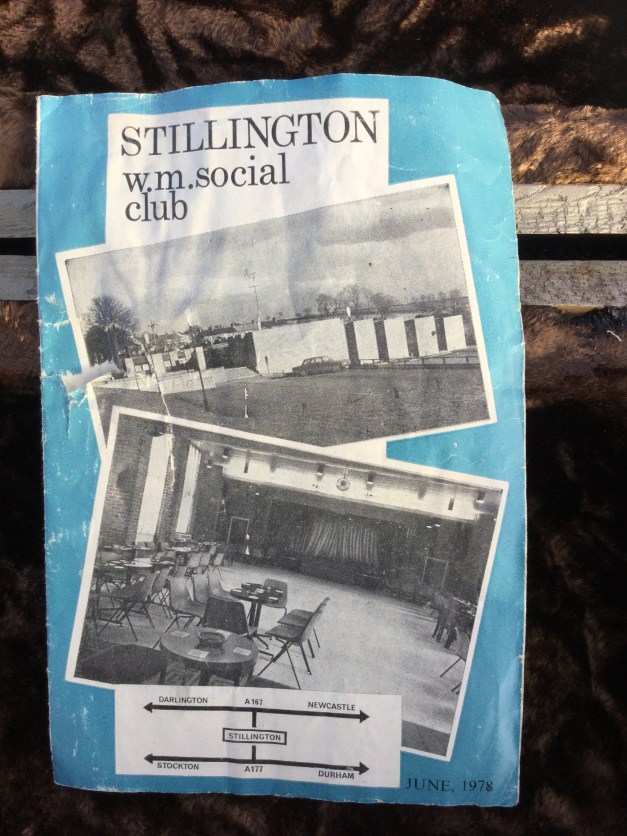 STILLINGTON
w.m.social
club
DARLINGTON A167 NEWCASTLE
STILLINGTON
STOCKTON A177 DURHAM
JUNE, 1978